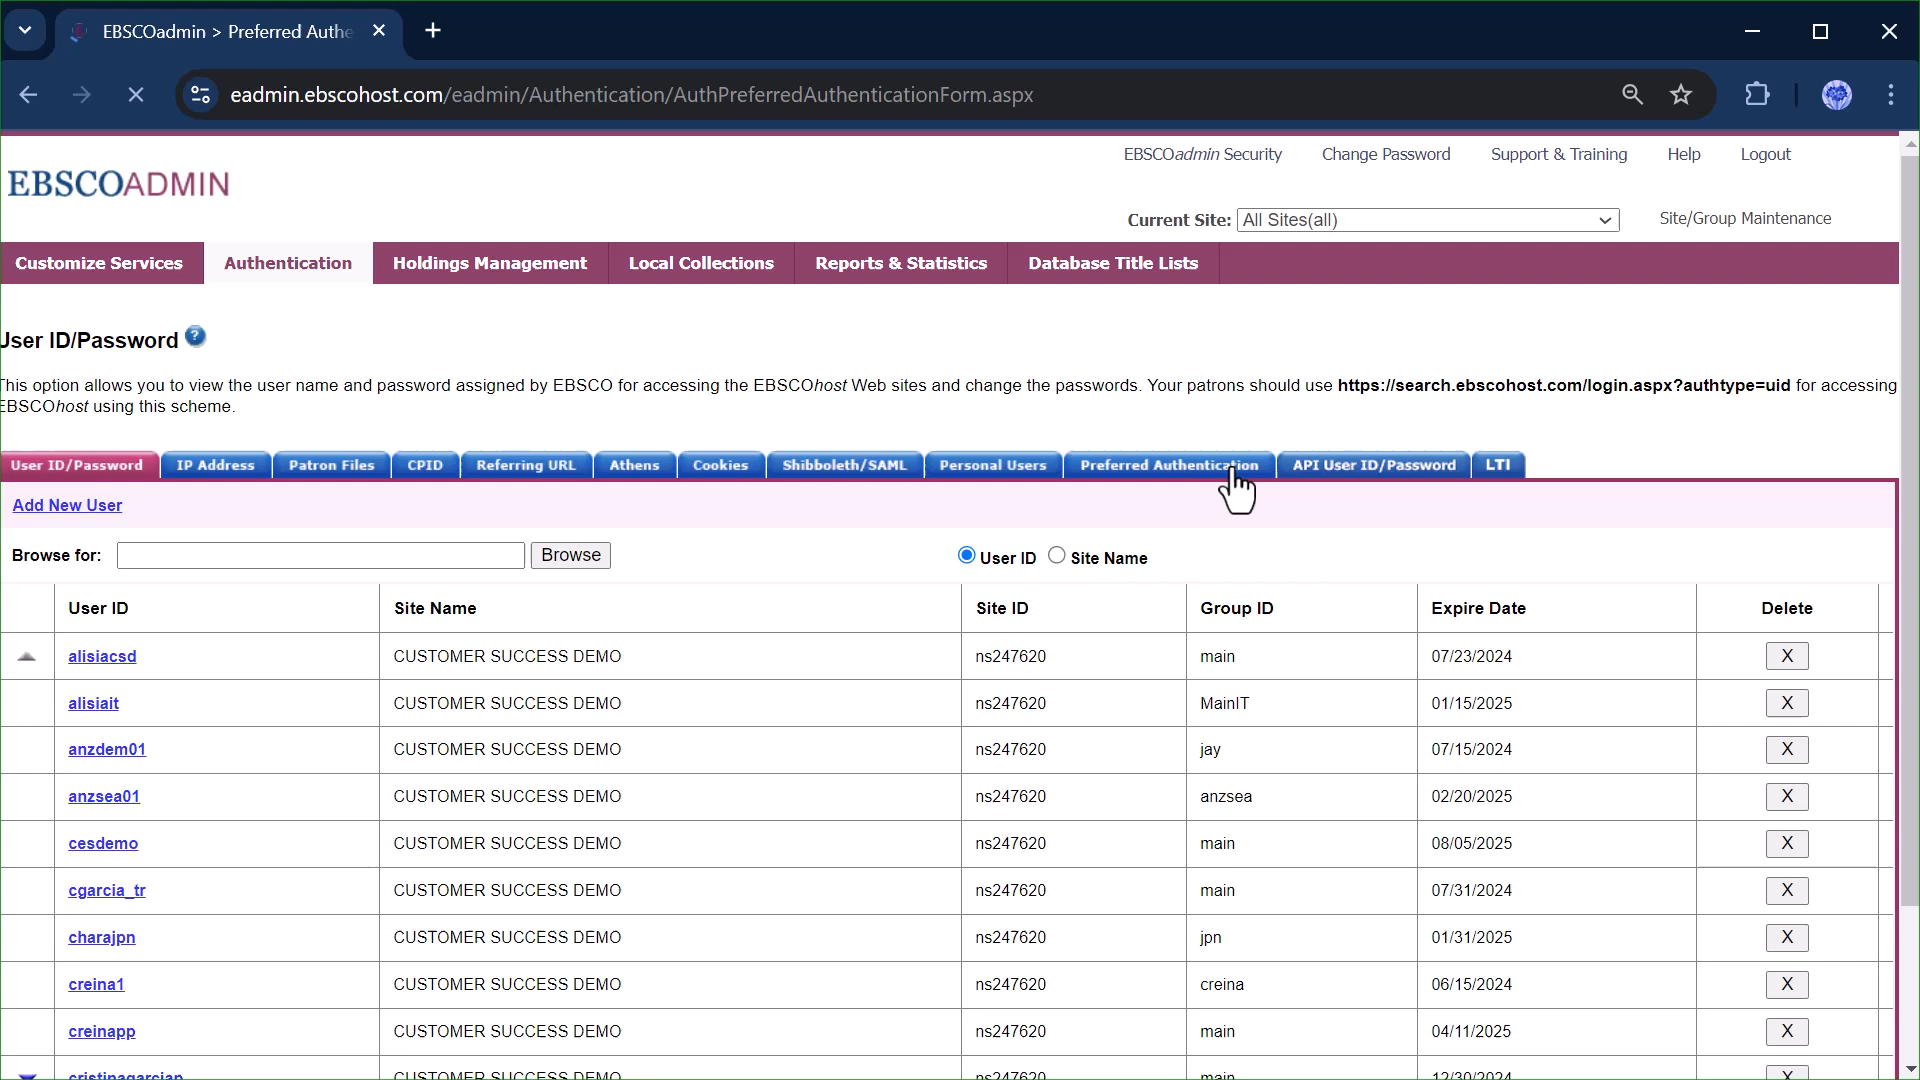 EBSCOadmin > Preferred Authe
eadmin.ebscohost.com/eadmin/Authentication/AuthPreferredAuthenticationForm.aspx
EBSCOadmin Security Change Password Support & Training Help Logout
EBSCOADMIN
Current Site: All Sites(all) Site/Group Maintenance
Customize Services Authentication Holdings Management Local Collections Reports & Statistics Database Title Lists
User ID/Password ?
This option allows you to view the user name and password assigned by EBSCO for accessing the EBSCOhost Web sites and change the passwords. Your patrons should use https://search.ebscohost.com/login.aspx?authtype=uid for accessing
EBSCOhost using this scheme.
User ID/Password IP Address Patron Files CPID Referring URL Athens Cookies Shibboleth/SAML Personal Users Preferred Authentication API User ID/Password LTI
Add New User
Browse for: Browse User ID Site Name
User ID Site Name Site ID Group ID Expire Date Delete
alisiacsd CUSTOMER SUCCESS DEMO ns247620 main 07/23/2024 X
alisiait CUSTOMER SUCCESS DEMO ns247620 MainIT 01/15/2025 X
anzdem01 CUSTOMER SUCCESS DEMO ns247620 jay 07/15/2024 X
anzsea01 CUSTOMER SUCCESS DEMO ns247620 anzsea 02/20/2025 X
cesdemo CUSTOMER SUCCESS DEMO ns247620 main 08/05/2025 X
cgarcia_tr CUSTOMER SUCCESS DEMO ns247620 main 07/31/2024 X
charajpn CUSTOMER SUCCESS DEMO ns247620 jpn 01/31/2025 X
creina1 CUSTOMER SUCCESS DEMO ns247620 creina 06/15/2024 X
creinapp CUSTOMER SUCCESS DEMO ns247620 main 04/11/2025 X
cristinagarciap CUSTOMER SUCCESS DEMO ns247620 main 12/30/2024 X